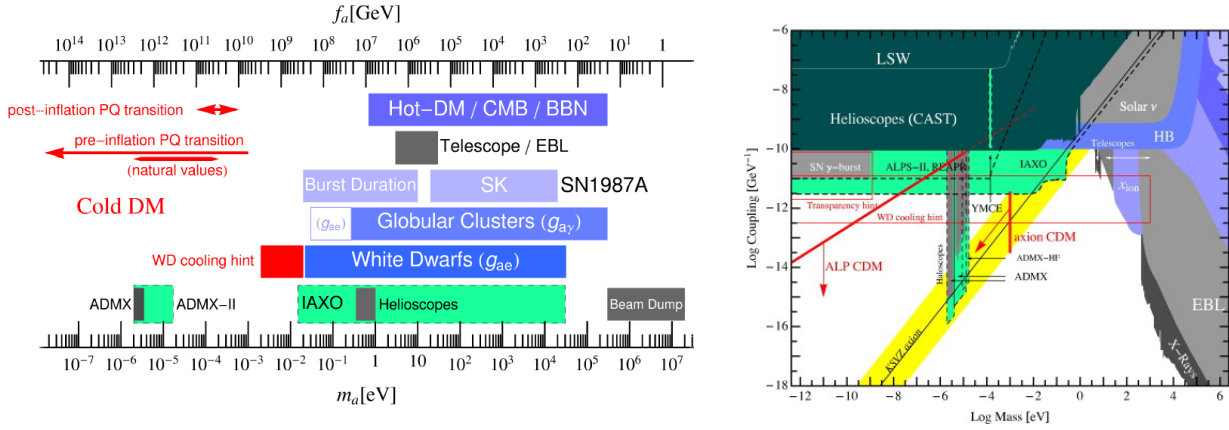 f_a[GeV]
10^14 10^13 10^12 10^11 10^10 10^9 10^8 10^7 10^6 10^5 10^4 10^3 10^2 10^1 1
post-inflation PQ transition
Hot-DM / CMB / BBN
pre-inflation PQ transition
Telescope / EBL
(natural values)
Burst Duration
SK
SN1987A
Cold DM
(g_ae)
Globular Clusters (g_aγ)
WD cooling hint
White Dwarfs (g_ae)
ADMX
ADMX-II
IAXO
Helioscopes
Beam Dump
10^-7 10^-6 10^-5 10^-4 10^-3 10^-2 10^-1 1 10 10^2 10^3 10^4 10^5 10^6 10^7
m_a[eV]
Log Coupling [GeV^-1]
-6
-8
-10
-12
-14
-16
-18
LSW
Helioscopes (CAST)
Solar ν
HB
Telescopes
SN γ-burst
ALPS-II, REAPR
IAXO
x_ion
Transparency hint
YMCE
WD cooling hint
axion CDM
ALP CDM
Haloscopes
ADMX-HF
ADMX
EBL
X-Rays
KSVZ axion
-12 -10 -8 -6 -4 -2 0 2 4 6
Log Mass [eV]